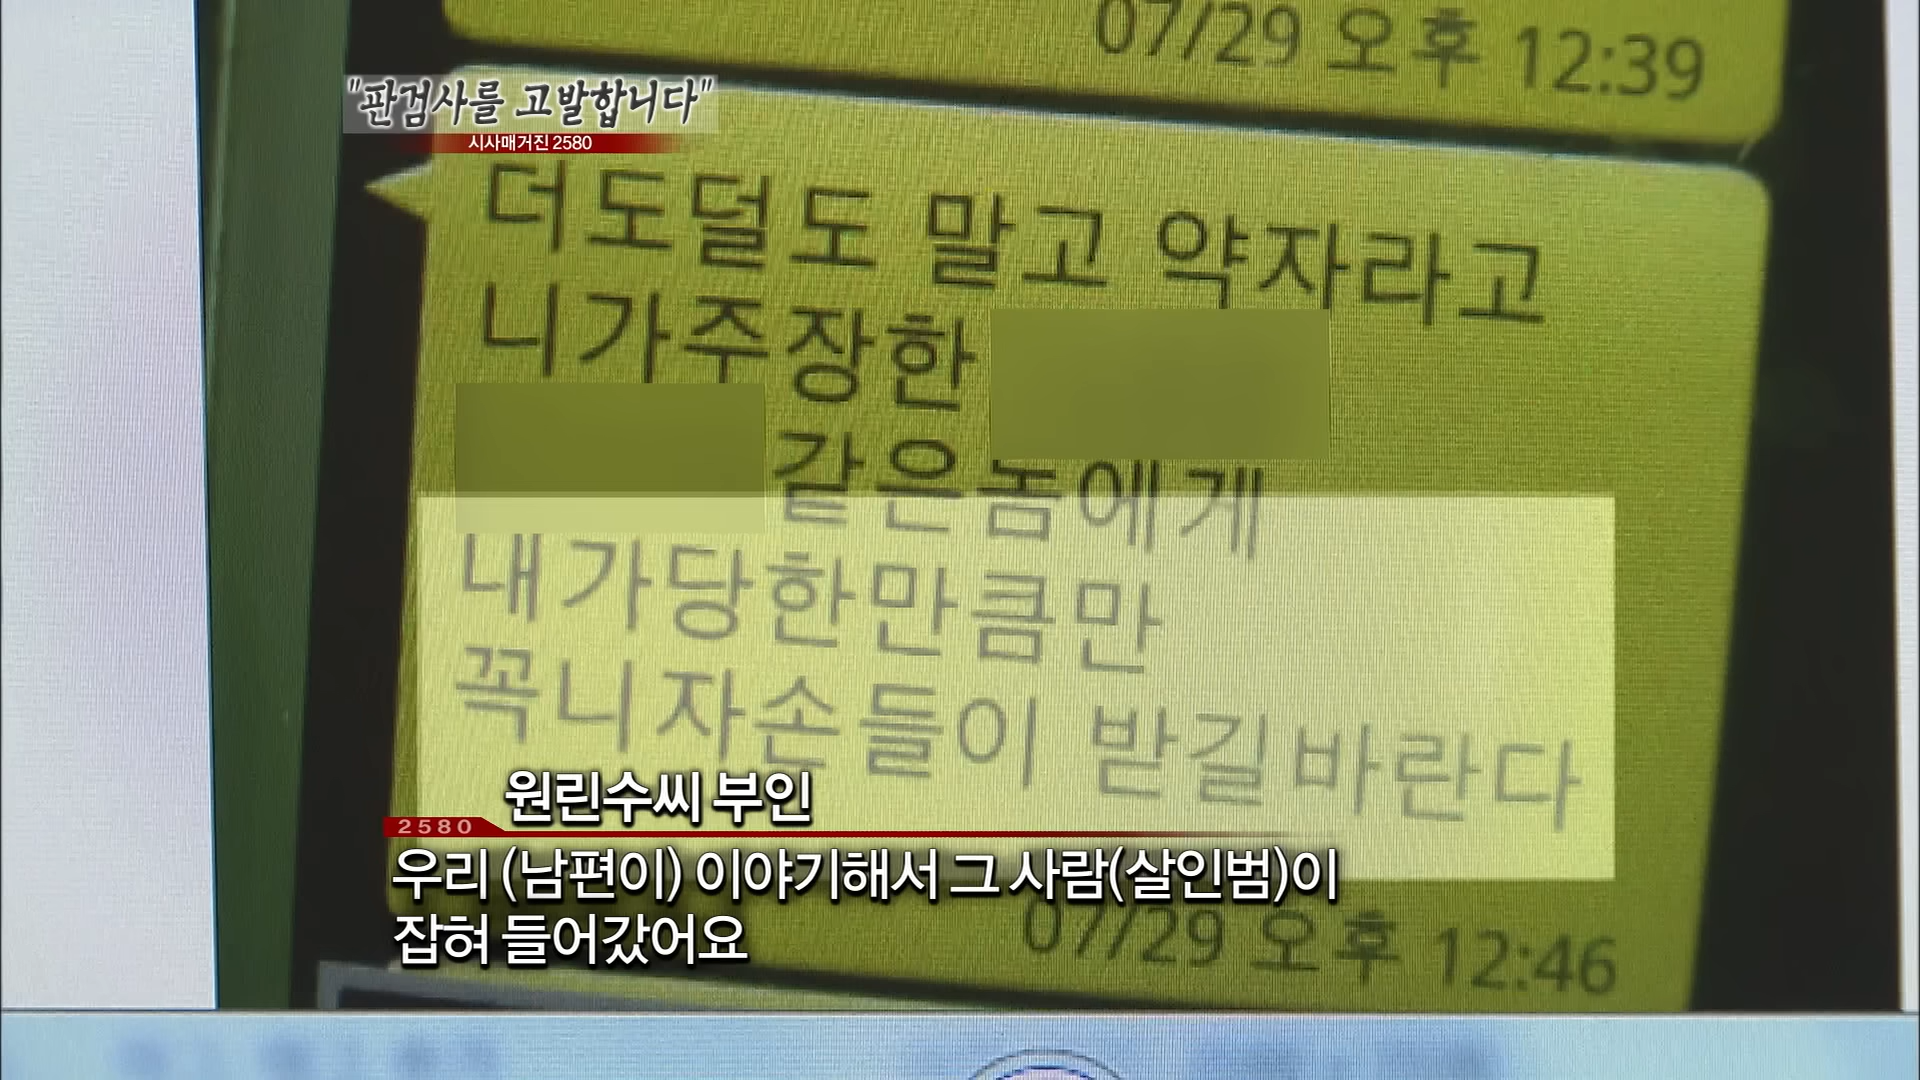 07/29 오후 12:39
"판검사를 고발합니다"
시사매거진 2580
더도덜도 말고 약자라고
니가주장한
같은놈에게
내가당한만큼만
꼭니자손들이 받길바란다
원린수씨 부인
2580
우리 (남편이) 이야기해서 그 사람(살인범)이
잡혀 들어갔어요
07/29 오후 12:46